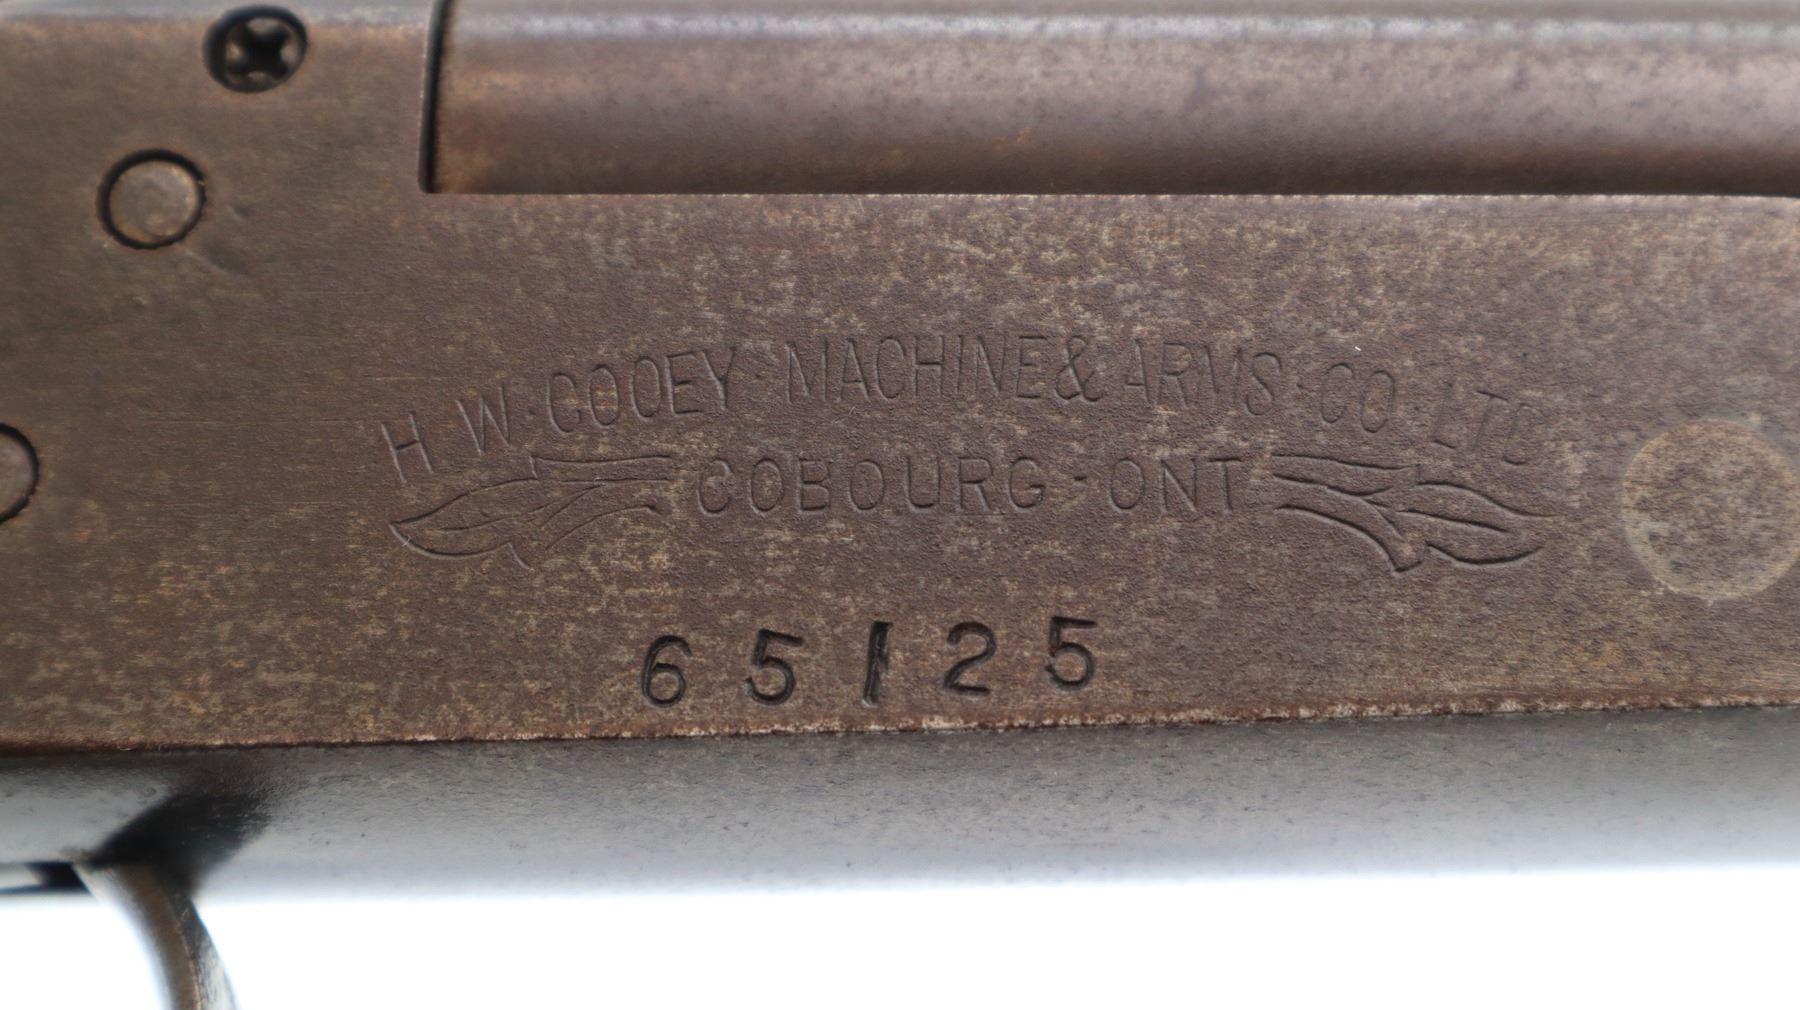 H.W. COOEY MACHINE & ARMS CO. LTD
COBOURG - ONT
65125